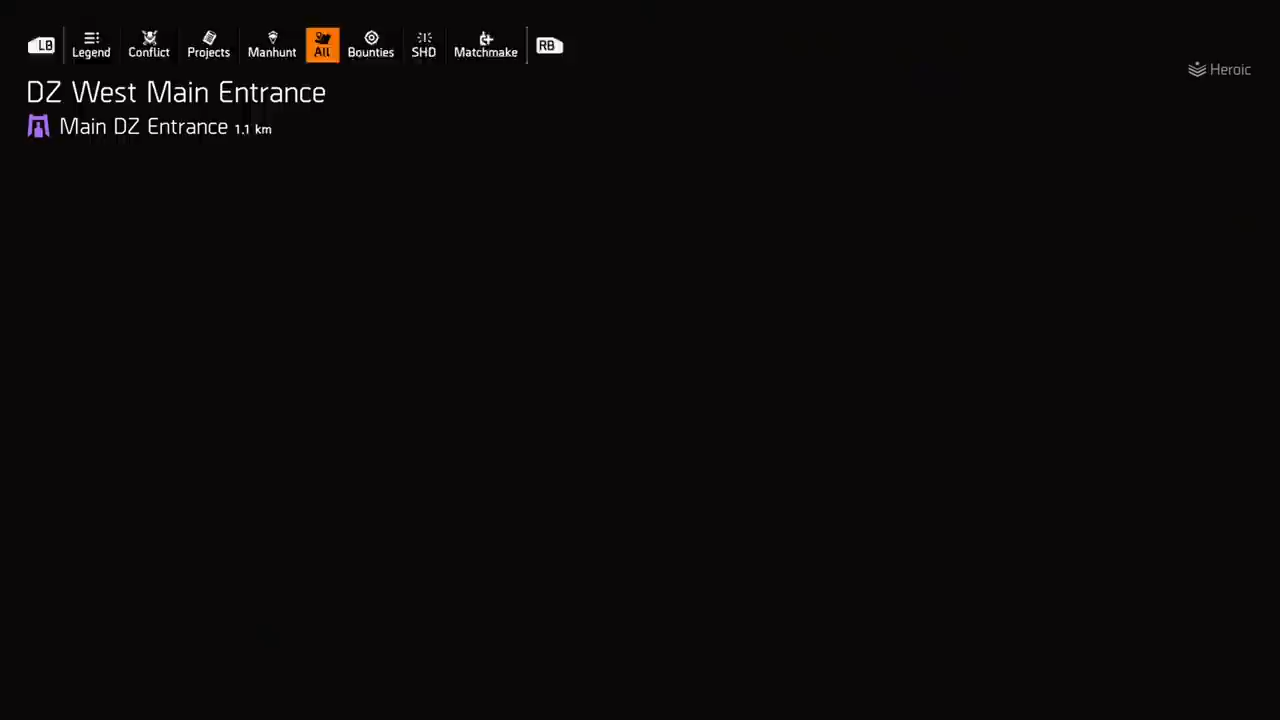 LB Legend Conflict Projects Manhunt All Bounties SHD Matchmake RB
Heroic
DZ West Main Entrance
Main DZ Entrance 1.1 km